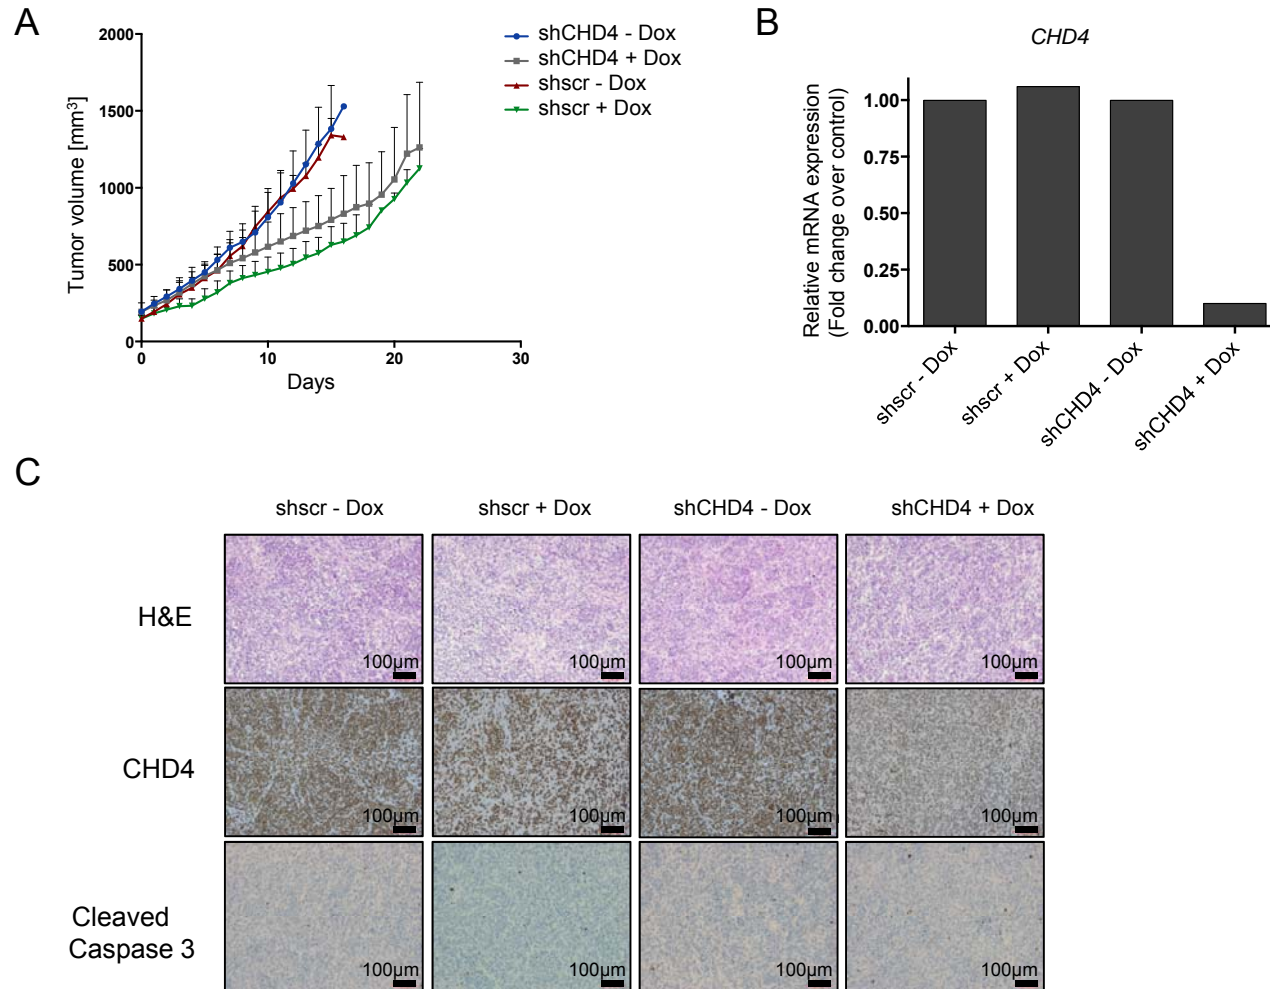 A
2000
1500
1000
500
0
0
10
20
30
Tumor volume [mm³]
Days
shCHD4 - Dox
shCHD4 + Dox
shscr - Dox
shscr + Dox
B
CHD4
Relative mRNA expression
(Fold change over control)
1.00
0.75
0.50
0.25
0.00
shscr - Dox
shscr + Dox
shCHD4 - Dox
shCHD4 + Dox
C
shscr - Dox
shscr + Dox
shCHD4 - Dox
shCHD4 + Dox
H&E
100µm
100µm
100µm
100µm
CHD4
100µm
100µm
100µm
100µm
Cleaved
Caspase 3
100µm
100µm
100µm
100µm